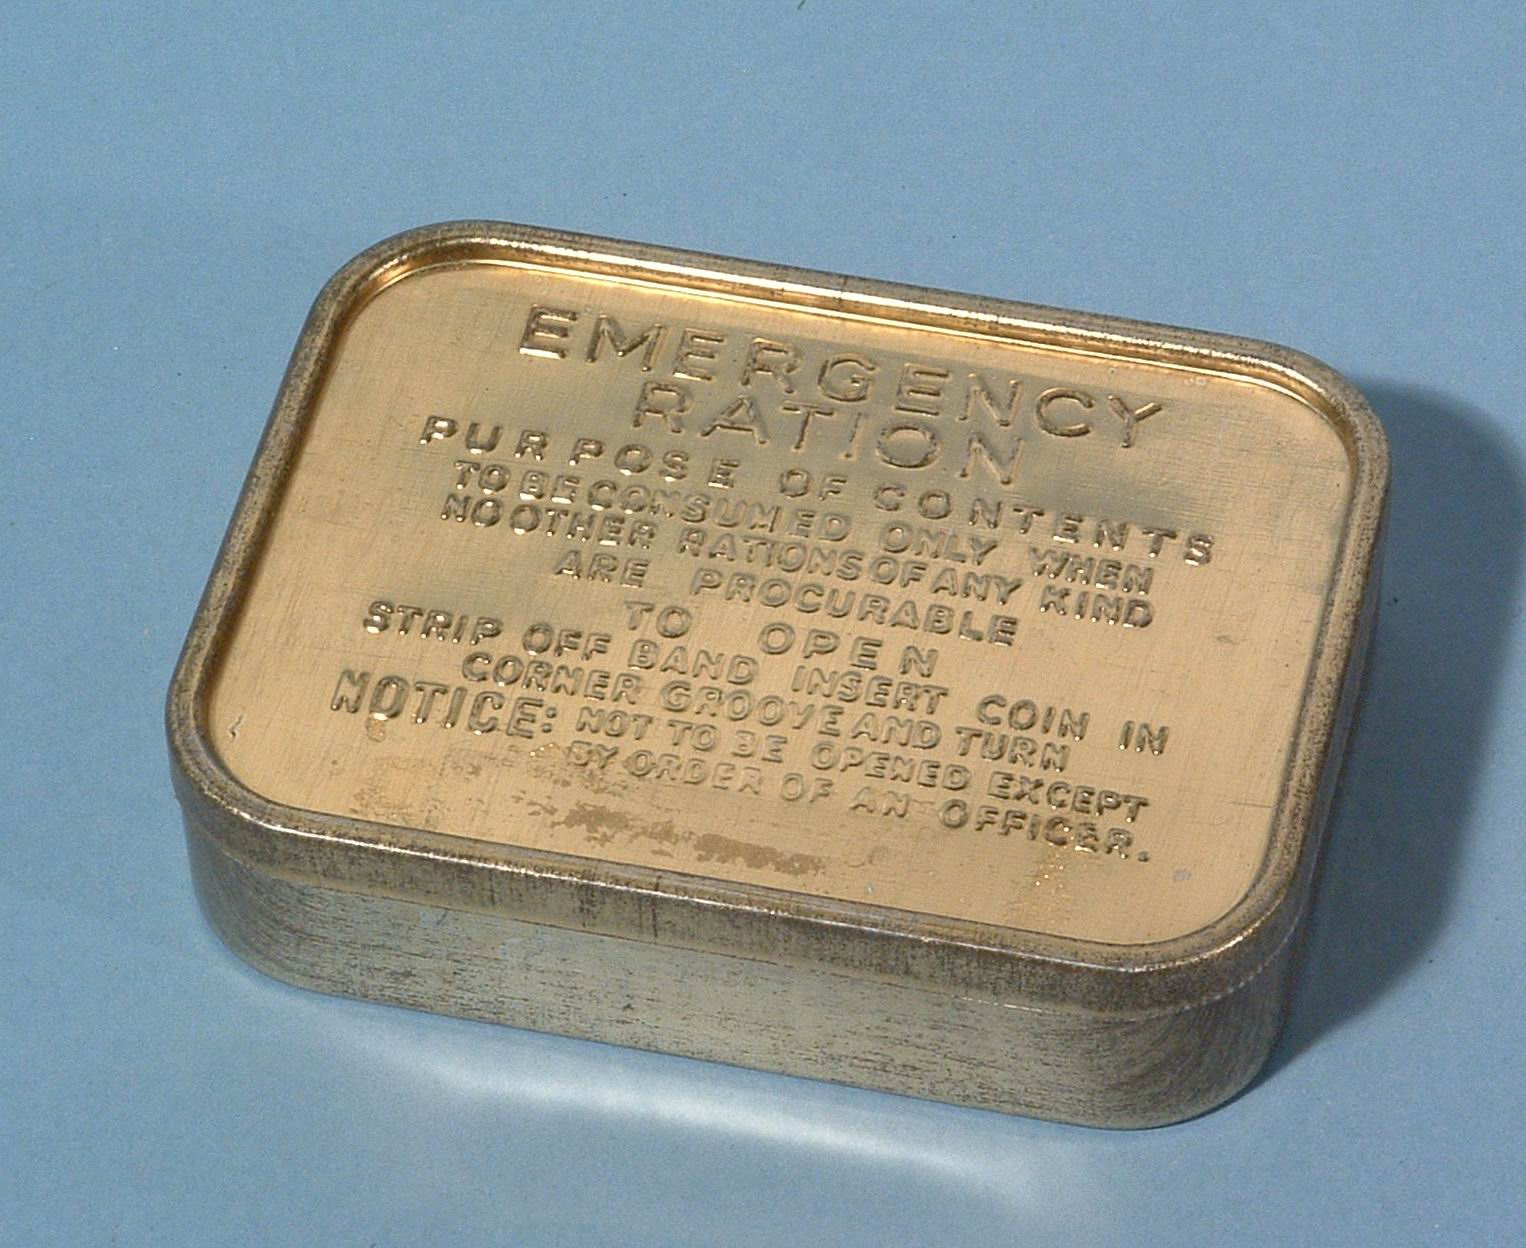 EMERGENCY
RATION
PURPOSE OF CONTENTS
TO BE CONSUMED ONLY WHEN
NO OTHER RATIONS OF ANY KIND
ARE PROCURABLE
TO OPEN
STRIP OFF BAND INSERT COIN IN
CORNER GROOVE AND TURN
NOTICE: NOT TO BE OPENED EXCEPT
BY ORDER OF AN OFFICER.